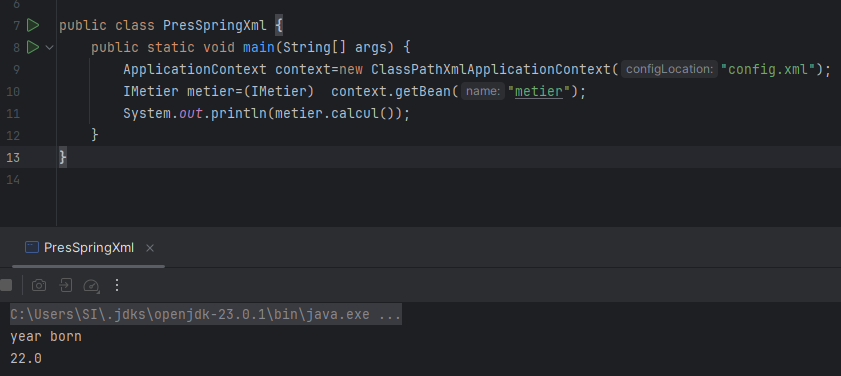 6
7 public class PresSpringXml {
8 public static void main(String[] args) {
9 ApplicationContext context=new ClassPathXmlApplicationContext( configLocation: "config.xml");
10 IMetier metier=(IMetier)  context.getBean( name: "metier");
11 System.out.println(metier.calcul());
12 }
13 }
14
PresSpringXml
C:\Users\SI\.jdks\openjdk-23.0.1\bin\java.exe ...
year born
22.0